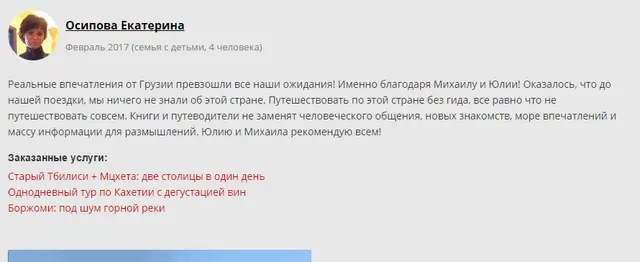 Осипова Екатерина
Февраль 2017 (семья с детьми, 4 человека)
Реальные впечатления от Грузии превзошли все наши ожидания! Именно благодаря Михаилу и Юлии! Оказалось, что до
нашей поездки, мы ничего не знали об этой стране. Путешествовать по этой стране без гида, все равно что не
путешествовать совсем. Книги и путеводители не заменят человеческого общения, новых знакомств, море впечатлений и
массу информации для размышлений. Юлию и Михаила рекомендую всем!
Заказанные услуги:
Старый Тбилиси + Мцхета: две столицы в один день
Однодневный тур по Кахетии с дегустацией вин
Боржоми: под шум горной реки